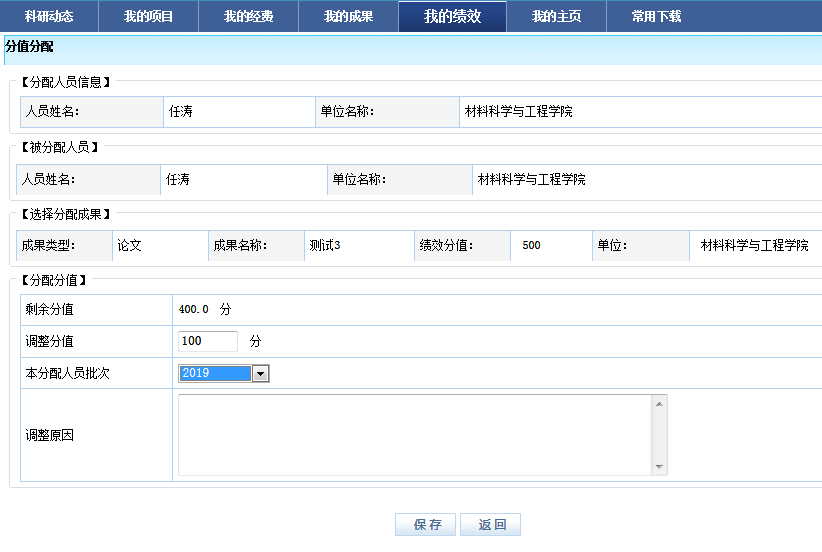 科研动态 我的项目 我的经费 我的成果 我的绩效 我的主页 常用下载
分值分配
【分配人员信息】
人员姓名: 任涛 单位名称: 材料科学与工程学院
【被分配人员】
人员姓名: 任涛 单位名称: 材料科学与工程学院
【选择分配成果】
成果类型: 论文 成果名称: 测试3 绩效分值: 500 单位: 材料科学与工程学院
【分配分值】
剩余分值 400.0 分
调整分值 100 分
本分配人员批次 2019
调整原因
保存 返回